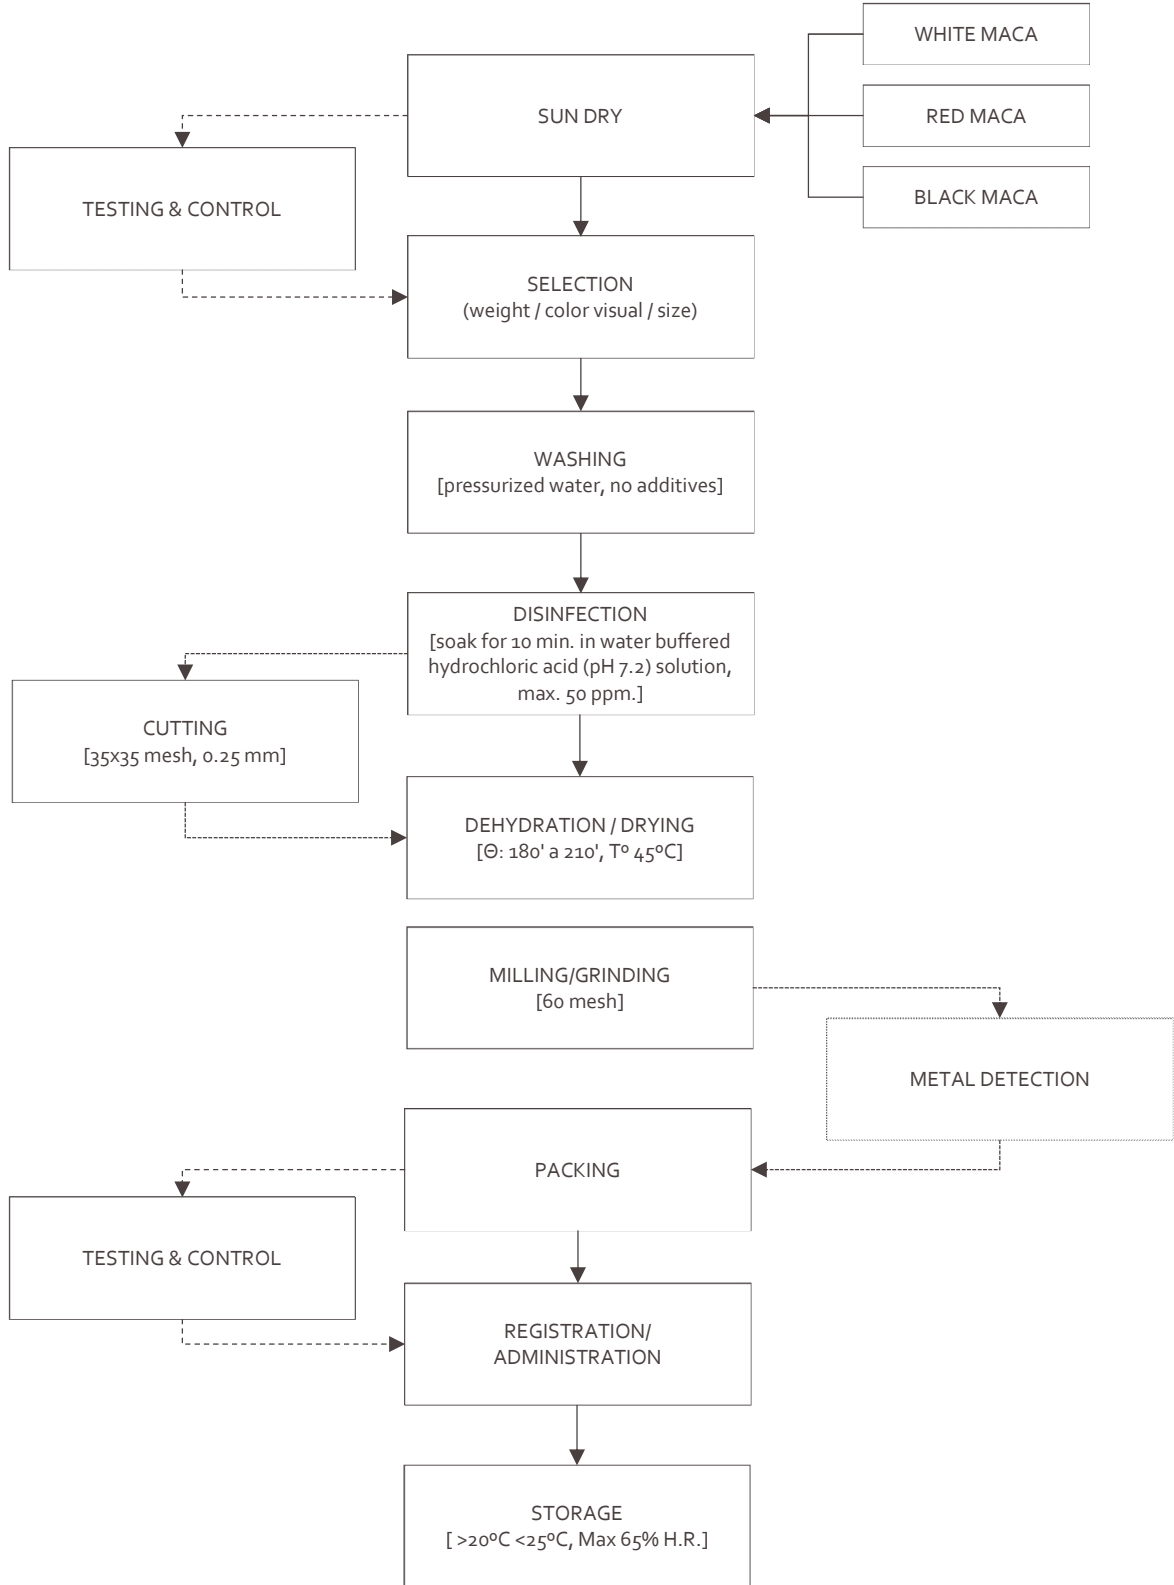 WHITE MACA
SUN DRY
RED MACA
BLACK MACA
TESTING & CONTROL
SELECTION
(weight / color visual / size)
WASHING
[pressurized water, no additives]
DISINFECTION
[soak for 10 min. in water buffered
hydrochloric acid (pH 7.2) solution,
max. 50 ppm.]
CUTTING
[35x35 mesh, 0.25 mm]
DEHYDRATION / DRYING
[Θ: 180' a 210', Tº 45ºC]
MILLING/GRINDING
[60 mesh]
METAL DETECTION
PACKING
TESTING & CONTROL
REGISTRATION/
ADMINISTRATION
STORAGE
[ >20ºC <25ºC, Max 65% H.R.]